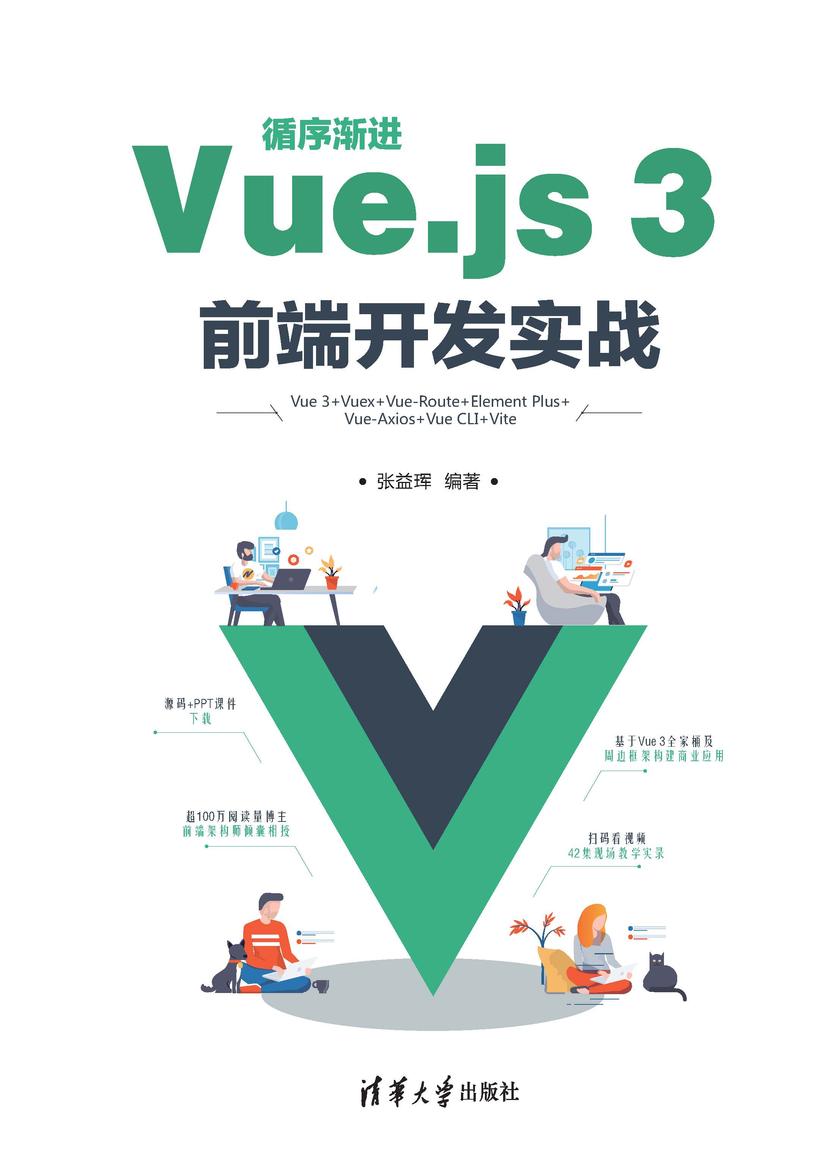 循序渐进
Vue.js 3
前端开发实战
Vue 3+Vuex+Vue-Route+Element Plus+
Vue-Axios+Vue CLI+Vite
• 张益珲 编著 •
源码+PPT课件
下载
基于Vue 3全家桶及
周边框架构建商业应用
超100万阅读量博主
前端架构师倾囊相授
扫码看视频
42集现场教学实录
清华大学出版社